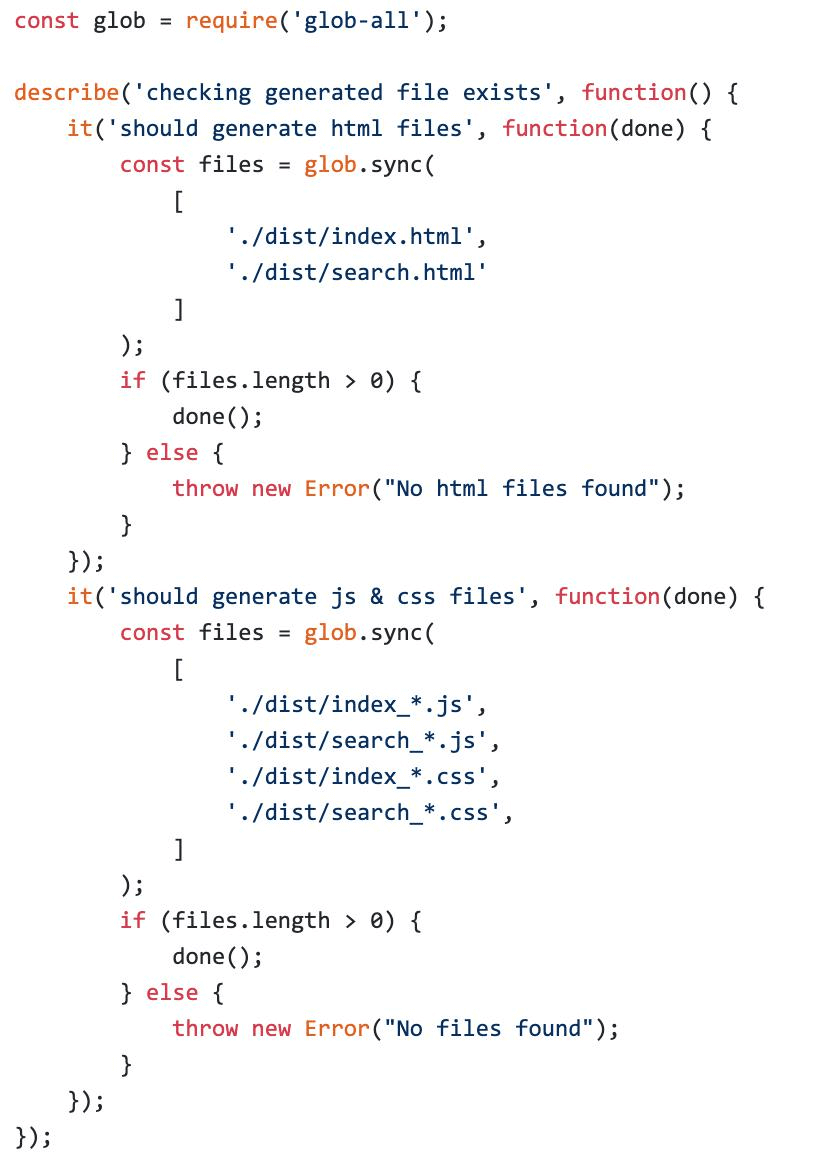 const glob = require('glob-all');
describe('checking generated file exists', function() {
    it('should generate html files', function(done) {
        const files = glob.sync(
            [
                './dist/index.html',
                './dist/search.html'
            ]
        );
        if (files.length > 0) {
            done();
        } else {
            throw new Error("No html files found");
        }
    });
    it('should generate js & css files', function(done) {
        const files = glob.sync(
            [
                './dist/index_*.js',
                './dist/search_*.js',
                './dist/index_*.css',
                './dist/search_*.css',
            ]
        );
        if (files.length > 0) {
            done();
        } else {
            throw new Error("No files found");
        }
    });
});